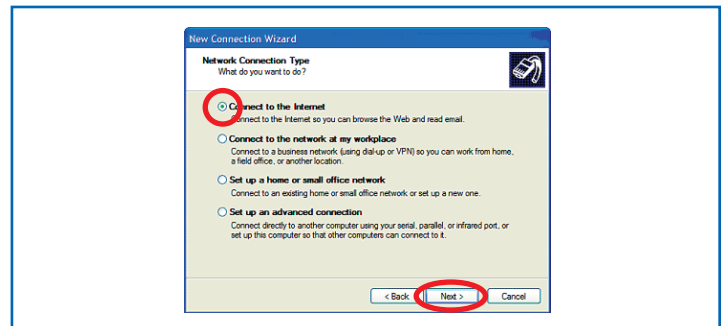 New Connection Wizard
Network Connection Type
What do you want to do?
Connect to the Internet
Connect to the Internet so you can browse the Web and read email.
Connect to the network at my workplace
Connect to a business network (using dial-up or VPN) so you can work from home,
a field office, or another location.
Set up a home or small office network
Connect to an existing home or small office network or set up a new one.
Set up an advanced connection
Connect directly to another computer using your serial, parallel, or infrared port, or
set up this computer so that other computers can connect to it.
< Back Next > Cancel